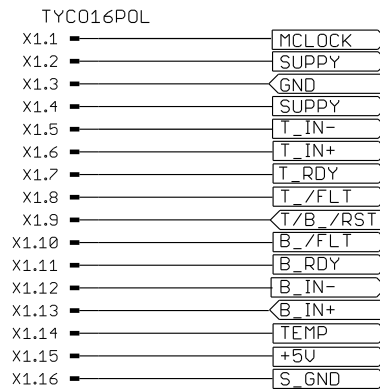 TYCO16POL
X1.1 MCLOCK
X1.2 SUPPY
X1.3 GND
X1.4 SUPPY
X1.5 T_IN-
X1.6 T_IN+
X1.7 T_RDY
X1.8 T_/FLT
X1.9 T/B_/RST
X1.10 B_/FLT
X1.11 B_RDY
X1.12 B_IN-
X1.13 B_IN+
X1.14 TEMP
X1.15 +5V
X1.16 S_GND